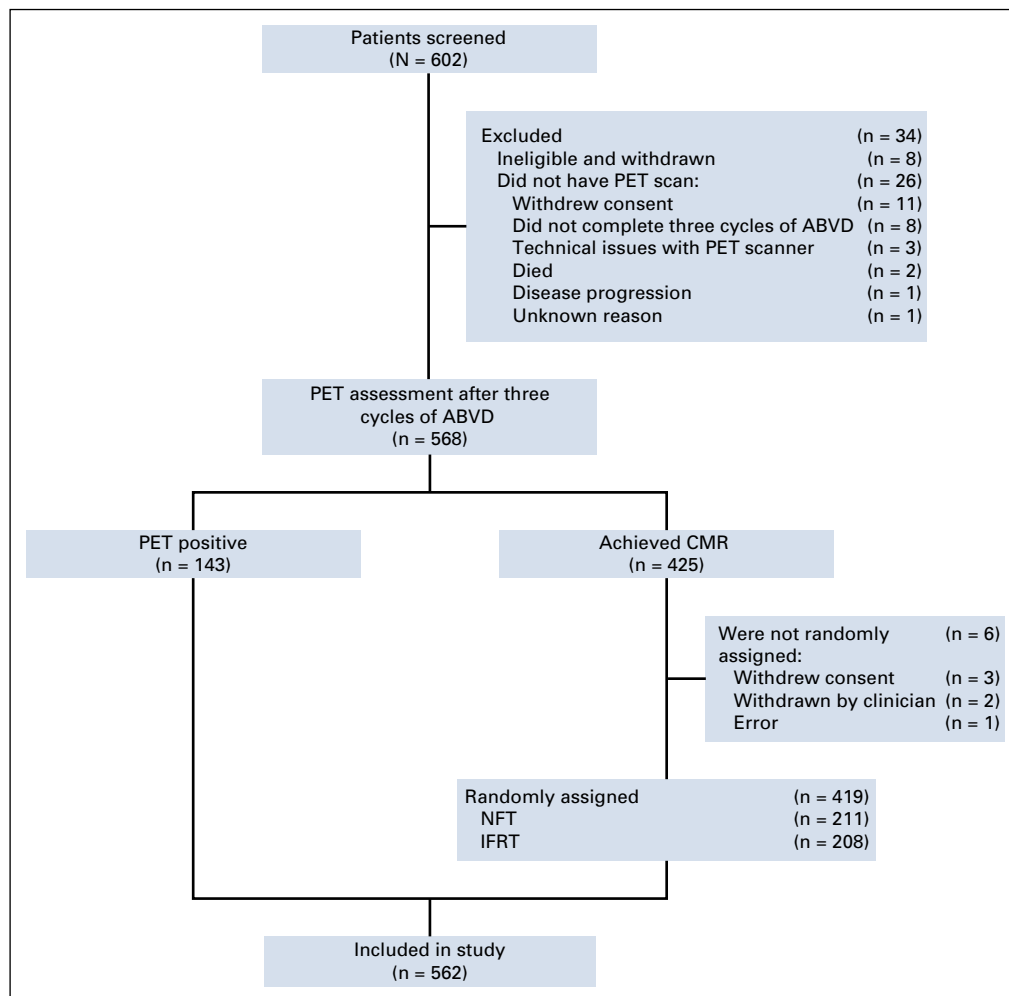 Patients screened
(N = 602)
Excluded (n = 34)
Ineligible and withdrawn (n = 8)
Did not have PET scan: (n = 26)
Withdrew consent (n = 11)
Did not complete three cycles of ABVD (n = 8)
Technical issues with PET scanner (n = 3)
Died (n = 2)
Disease progression (n = 1)
Unknown reason (n = 1)
PET assessment after three
cycles of ABVD
(n = 568)
PET positive
(n = 143)
Achieved CMR
(n = 425)
Were not randomly (n = 6)
assigned:
Withdrew consent (n = 3)
Withdrawn by clinician (n = 2)
Error (n = 1)
Randomly assigned (n = 419)
NFT (n = 211)
IFRT (n = 208)
Included in study
(n = 562)